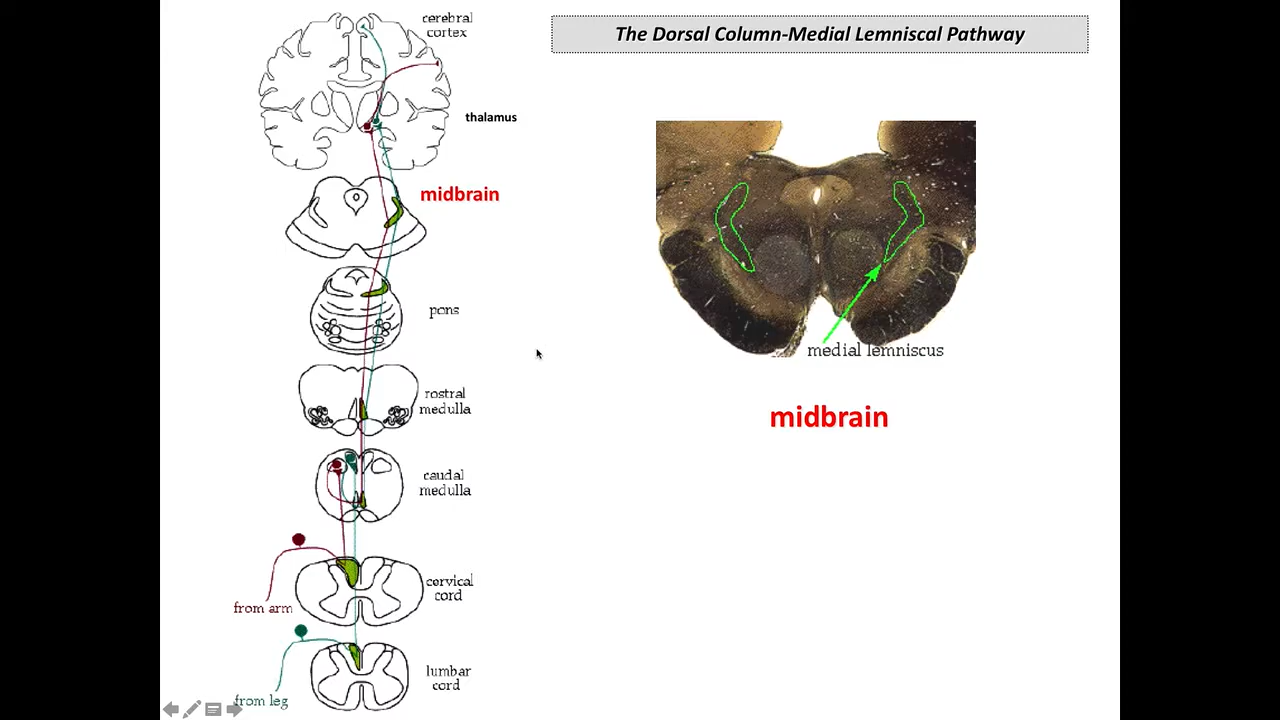 The Dorsal Column-Medial Lemniscal Pathway
cerebral
cortex
thalamus
midbrain
pons
rostral
medulla
caudal
medulla
cervical
cord
from arm
lumbar
cord
from leg
medial lemniscus
midbrain